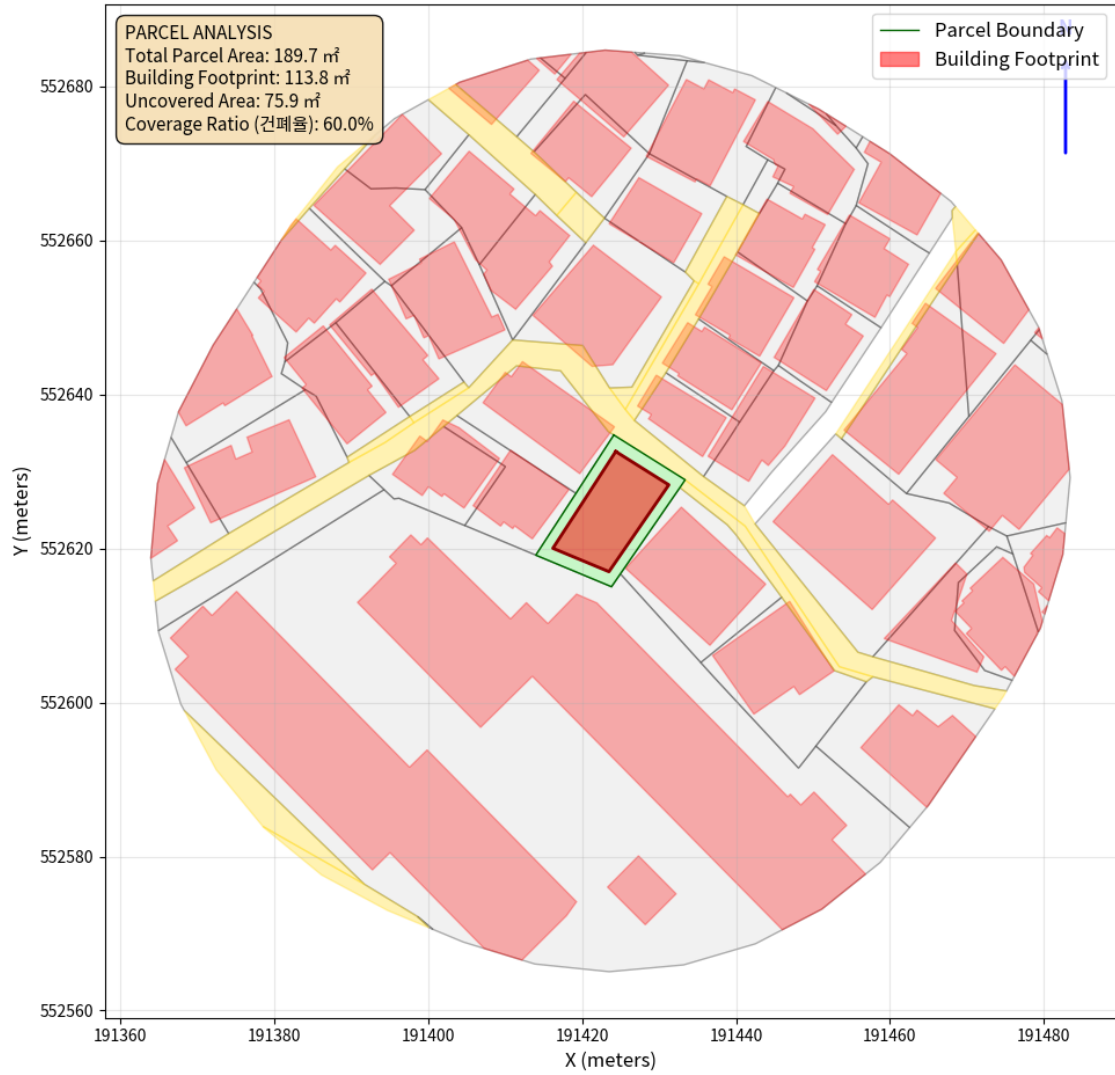 PARCEL ANALYSIS
Total Parcel Area: 189.7 ㎡
Building Footprint: 113.8 ㎡
Uncovered Area: 75.9 ㎡
Coverage Ratio (건폐율): 60.0%
Parcel Boundary
Building Footprint
N
552680
552660
552640
552620
552600
552580
552560
Y (meters)
191360
191380
191400
191420
191440
191460
191480
X (meters)